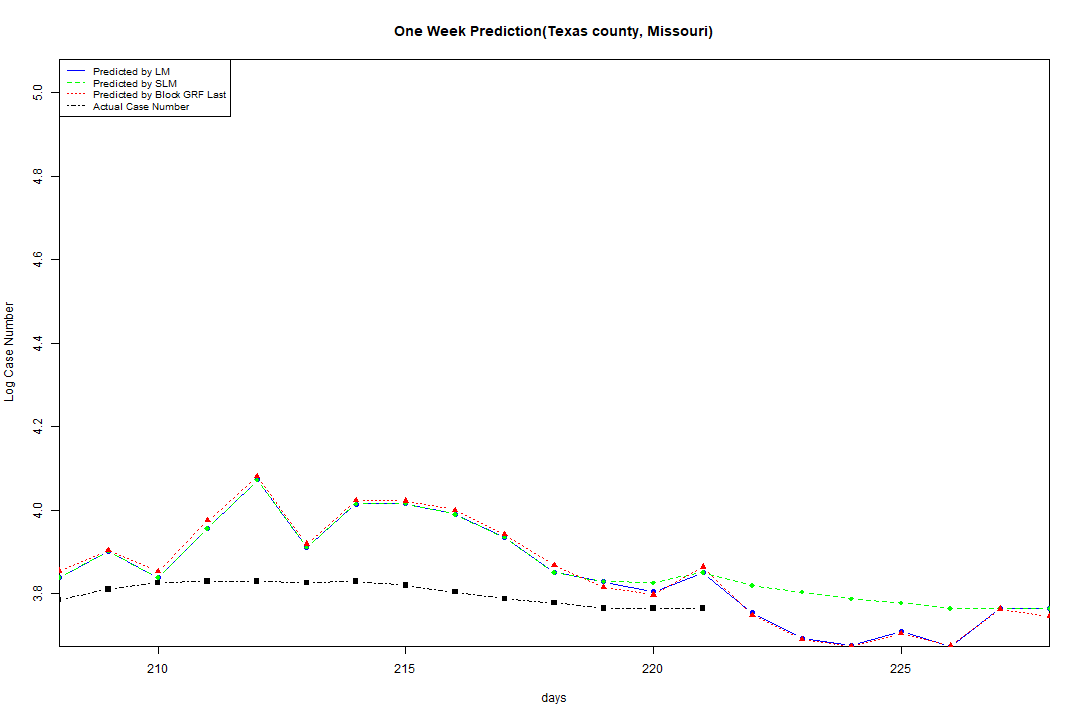 One Week Prediction(Texas county, Missouri)
Predicted by LM
Predicted by SLM
Predicted by Block GRF Last
Actual Case Number
5.0
4.8
4.6
4.4
4.2
4.0
3.8
Log Case Number
210 215 220 225
days